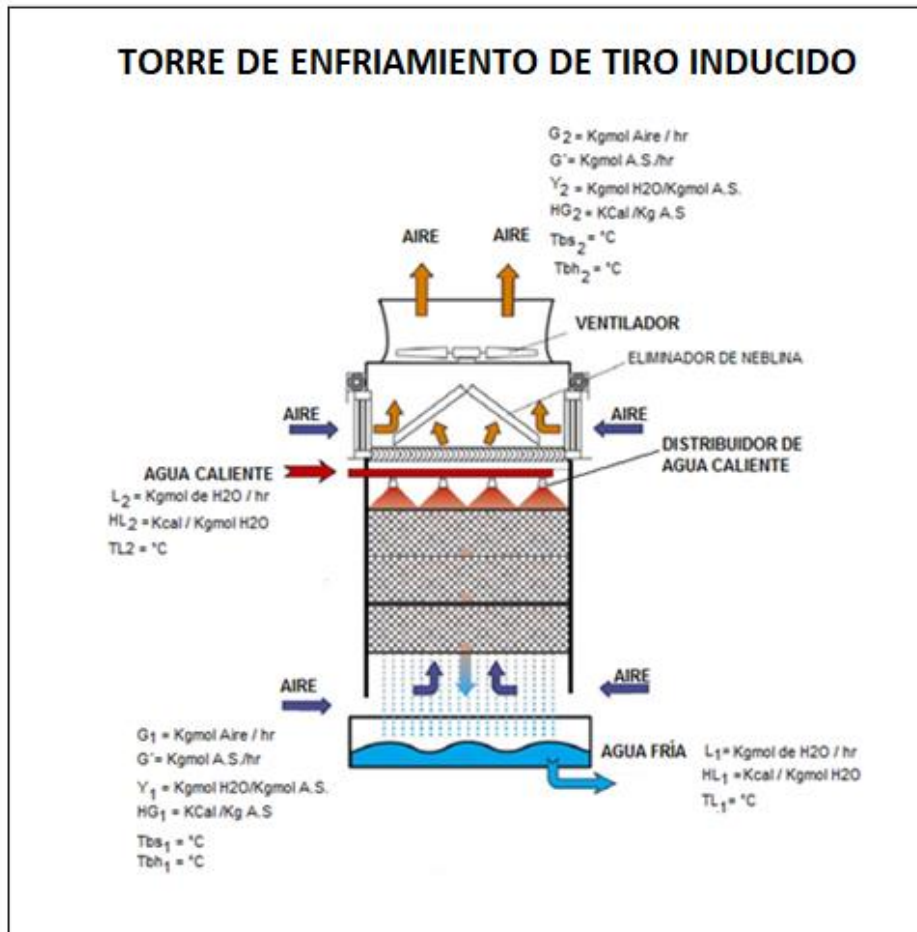 TORRE DE ENFRIAMIENTO DE TIRO INDUCIDO
G2 = Kgmol Aire / hr
G´= Kgmol A.S./hr
Y2 = Kgmol H2O/Kgmol A.S.
HG2 = KCal /Kg A.S
Tbs2 = °C
Tbh2 = °C
AIRE
AIRE
VENTILADOR
ELIMINADOR DE NEBLINA
AIRE
AIRE
DISTRIBUIDOR DE
AGUA CALIENTE
AGUA CALIENTE
L2 = Kgmol de H2O / hr
HL2 = Kcal / Kgmol H2O
TL2 = °C
AIRE
AIRE
G1 = Kgmol Aire / hr
G´= Kgmol A.S./hr
Y1 = Kgmol H2O/Kgmol A.S.
HG1 = KCal /Kg A.S
Tbs1 = °C
Tbh1 = °C
AGUA FRÍA
L1 = Kgmol de H2O / hr
HL1 = Kcal / Kgmol H2O
TL1 = °C